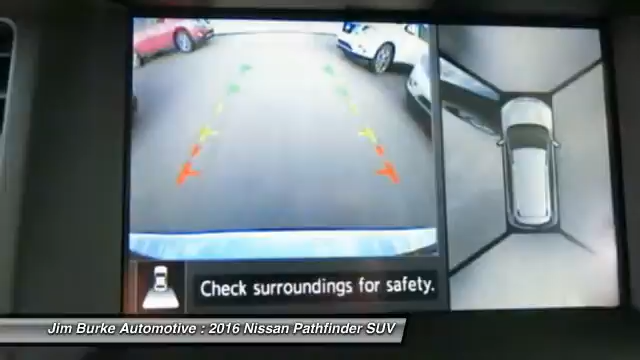 Check surroundings for safety.
Jim Burke Automotive : 2016 Nissan Pathfinder SUV